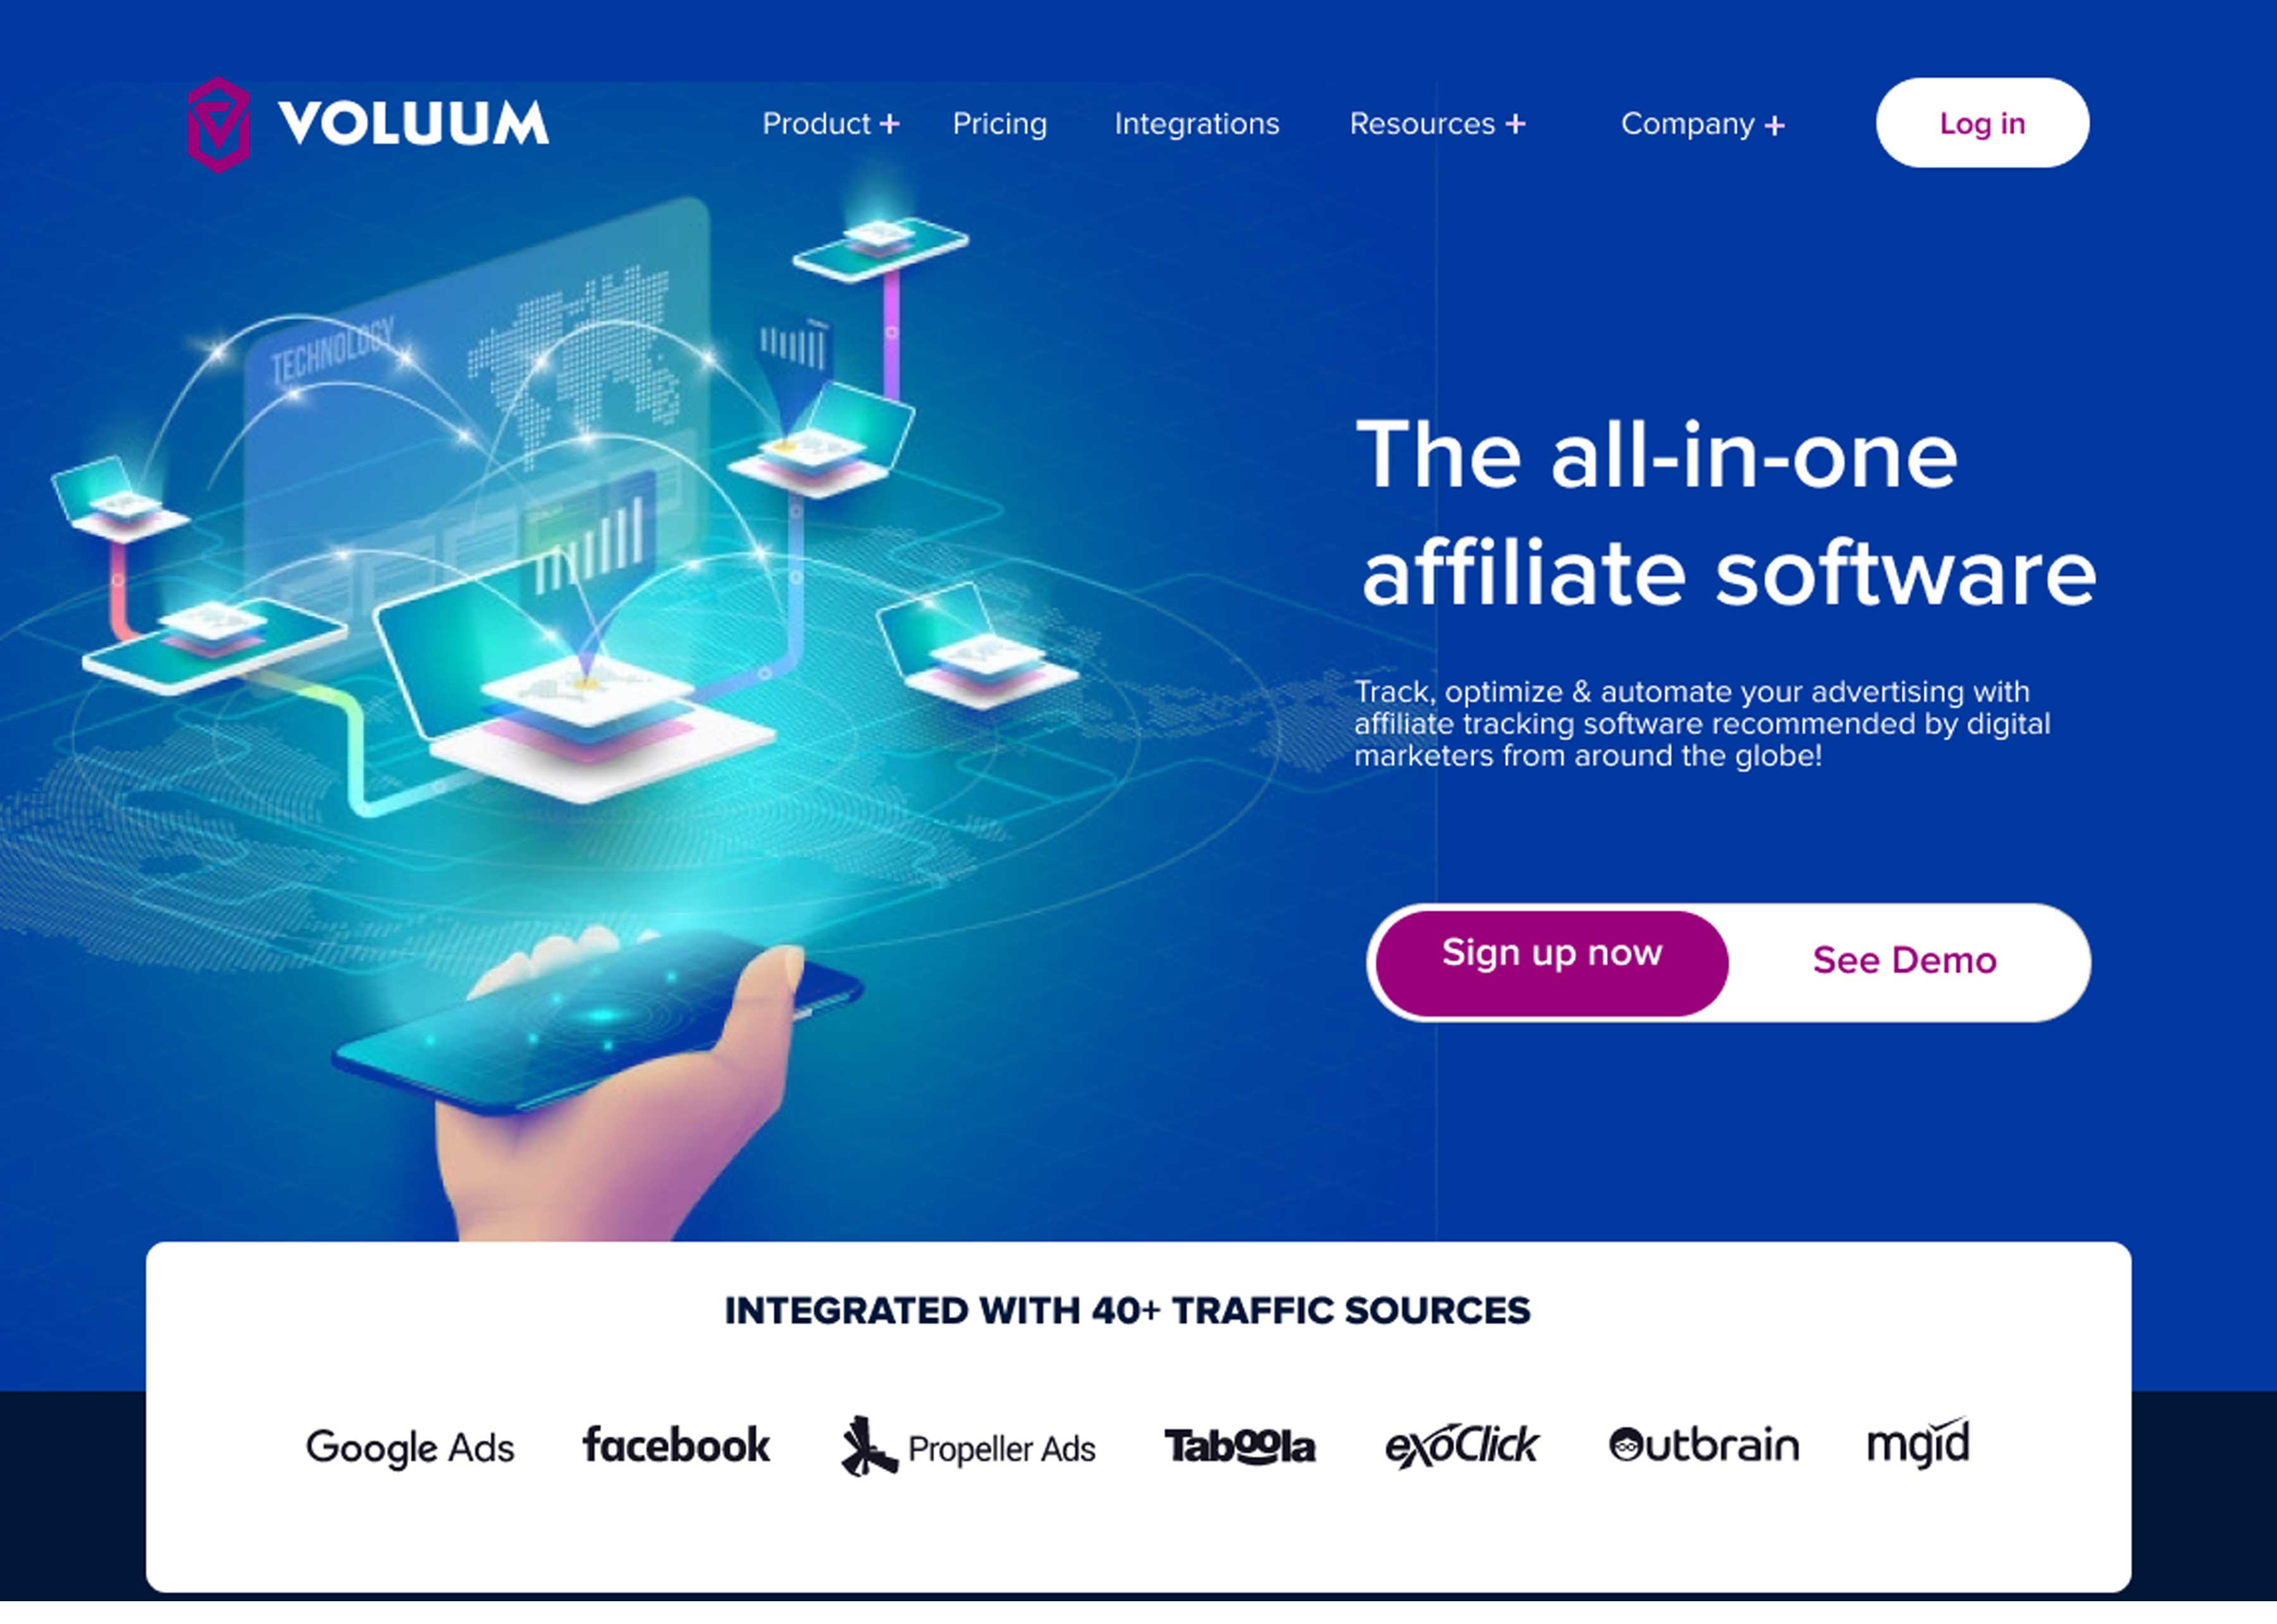 VOLUUM
Product +
Pricing
Integrations
Resources +
Company +
Log in
TECHNOLOGY
The all-in-one
affiliate software
Track, optimize & automate your advertising with
affiliate tracking software recommended by digital
marketers from around the globe!
Sign up now
See Demo
INTEGRATED WITH 40+ TRAFFIC SOURCES
Google Ads
facebook
Propeller Ads
Taboola
exoClick
Outbrain
mgid